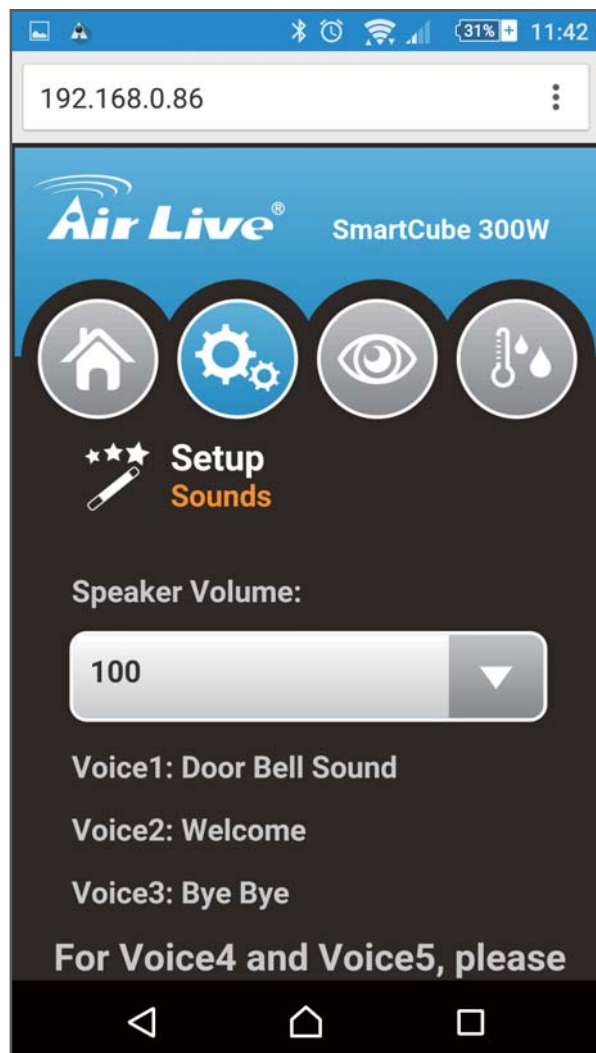 31% 11:42
192.168.0.86
Air Live® SmartCube 300W
Setup
Sounds
Speaker Volume:
100
Voice1: Door Bell Sound
Voice2: Welcome
Voice3: Bye Bye
For Voice4 and Voice5, please